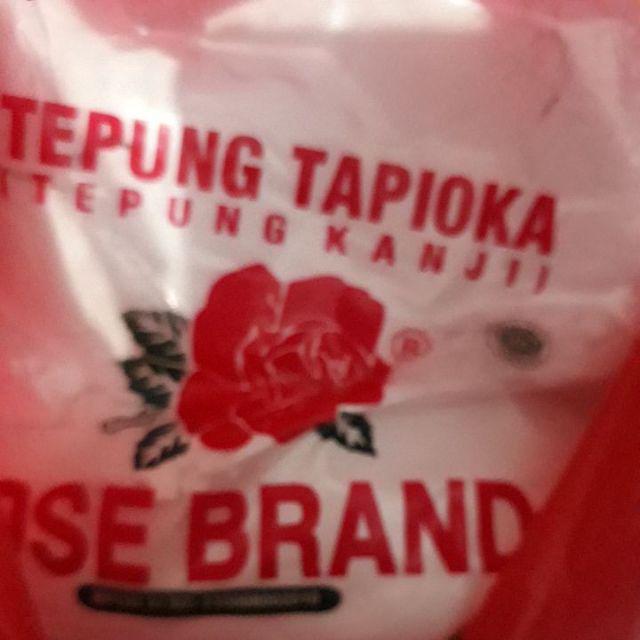 TEPUNG TAPIOKA
(TEPUNG KANJI)
®
OSE BRAND